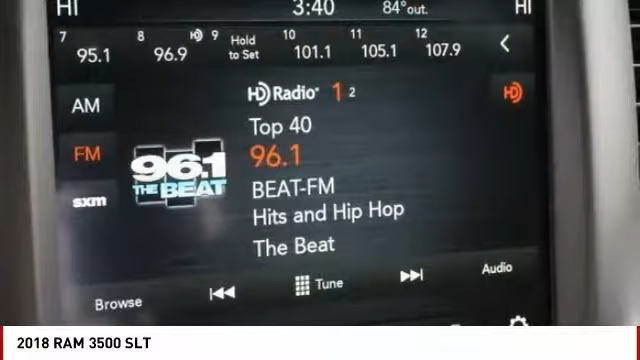 HI 3:40 84°out. HI
7 8 HD 9 Hold to Set 10 11 12
95.1 96.9 101.1 105.1 107.9
AM
HD Radio 1 2
HD
Top 40
FM
96.1
96.1
THE BEAT
BEAT-FM
sxm
Hits and Hip Hop
The Beat
Browse
Tune
Audio
2018 RAM 3500 SLT